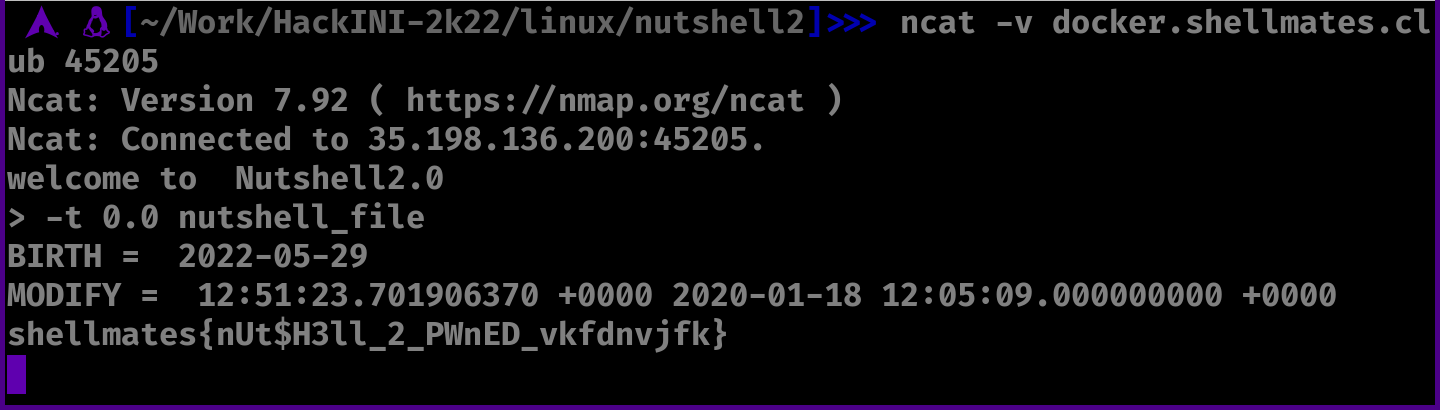 [~/Work/HackINI-2k22/linux/nutshell2]>>> ncat -v docker.shellmates.cl
ub 45205
Ncat: Version 7.92 ( https://nmap.org/ncat )
Ncat: Connected to 35.198.136.200:45205.
welcome to  Nutshell2.0
> -t 0.0 nutshell_file
BIRTH =  2022-05-29
MODIFY =  12:51:23.701906370 +0000 2020-01-18 12:05:09.000000000 +0000
shellmates{nUt$H3ll_2_PWnED_vkfdnvjfk}